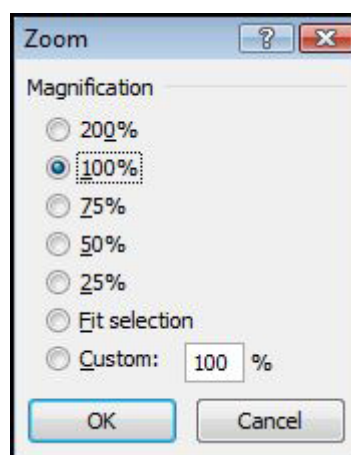 Zoom ?
Magnification
200%
100%
75%
50%
25%
Fit selection
Custom: 100 %
OK Cancel